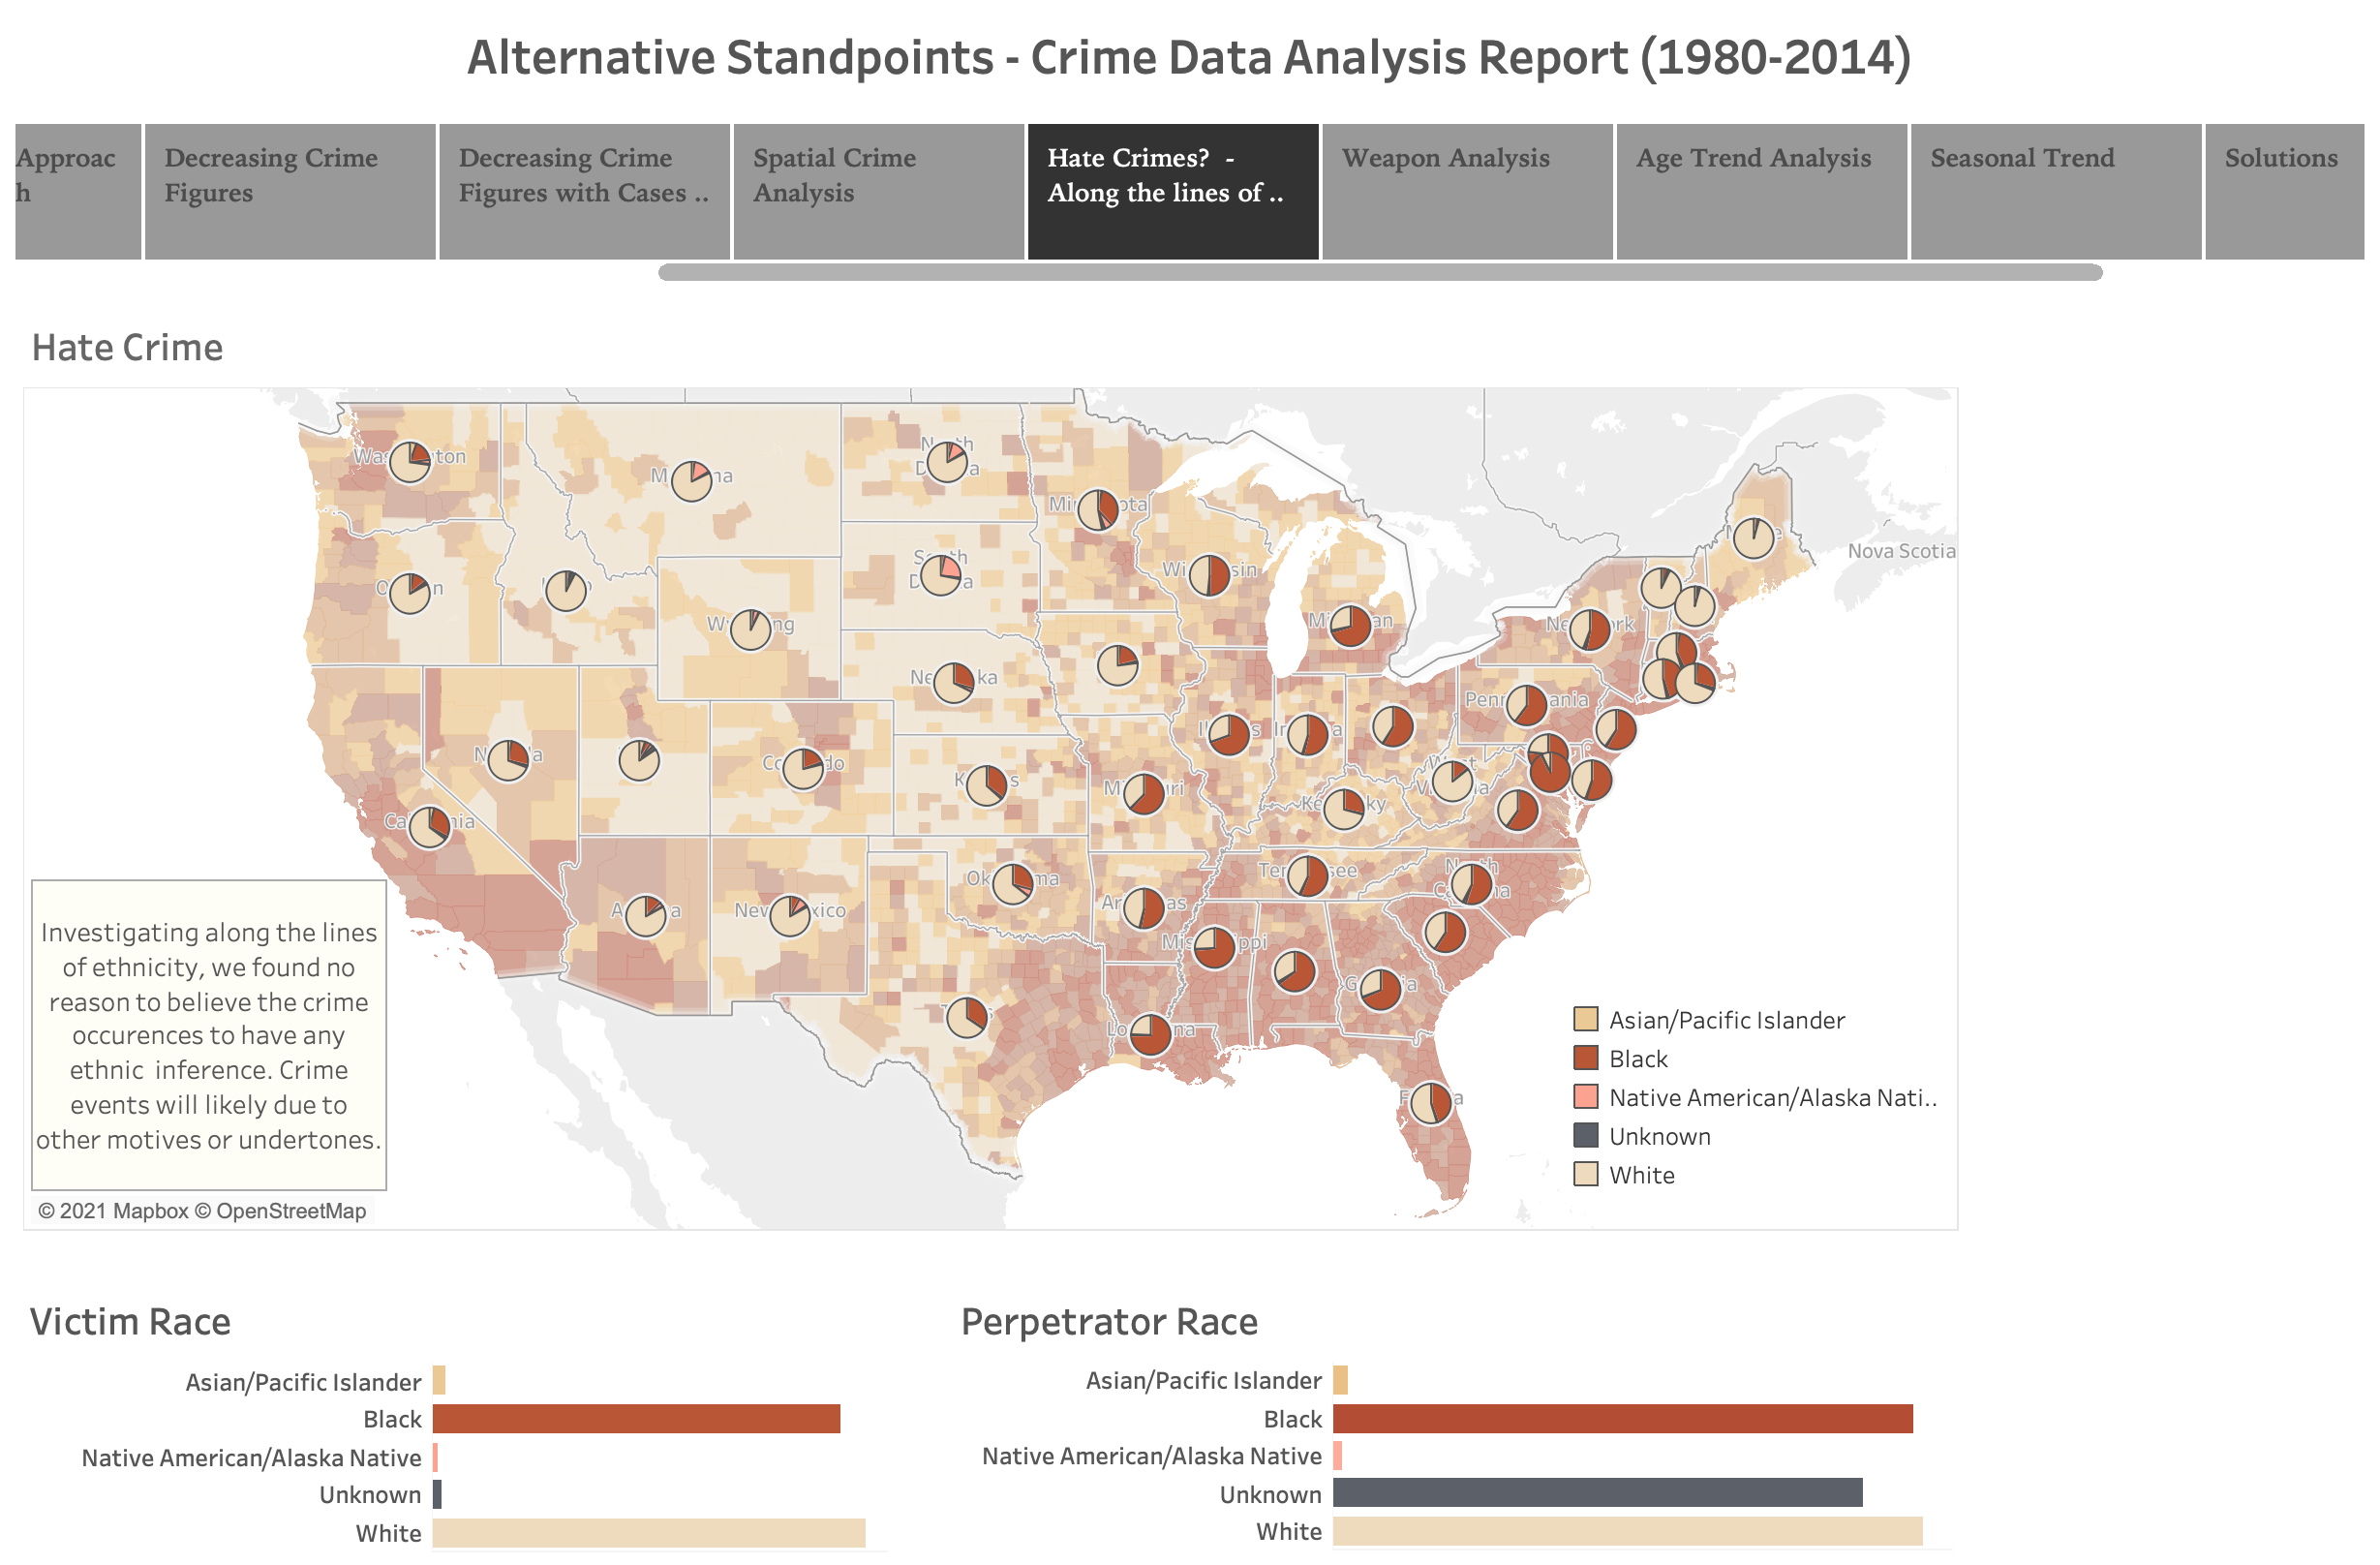 Alternative Standpoints - Crime Data Analysis Report (1980-2014)
Approac
h
Decreasing Crime
Figures
Decreasing Crime
Figures with Cases ..
Spatial Crime
Analysis
Hate Crimes?  -
Along the lines of ..
Weapon Analysis
Age Trend Analysis
Seasonal Trend
Solutions
Hate Crime
Nova Scotia
Investigating along the lines
of ethnicity, we found no
reason to believe the crime
occurences to have any
ethnic  inference. Crime
events will likely due to
other motives or undertones.
© 2021 Mapbox © OpenStreetMap
Asian/Pacific Islander
Black
Native American/Alaska Nati..
Unknown
White
Victim Race
Asian/Pacific Islander
Black
Native American/Alaska Native
Unknown
White
Perpetrator Race
Asian/Pacific Islander
Black
Native American/Alaska Native
Unknown
White